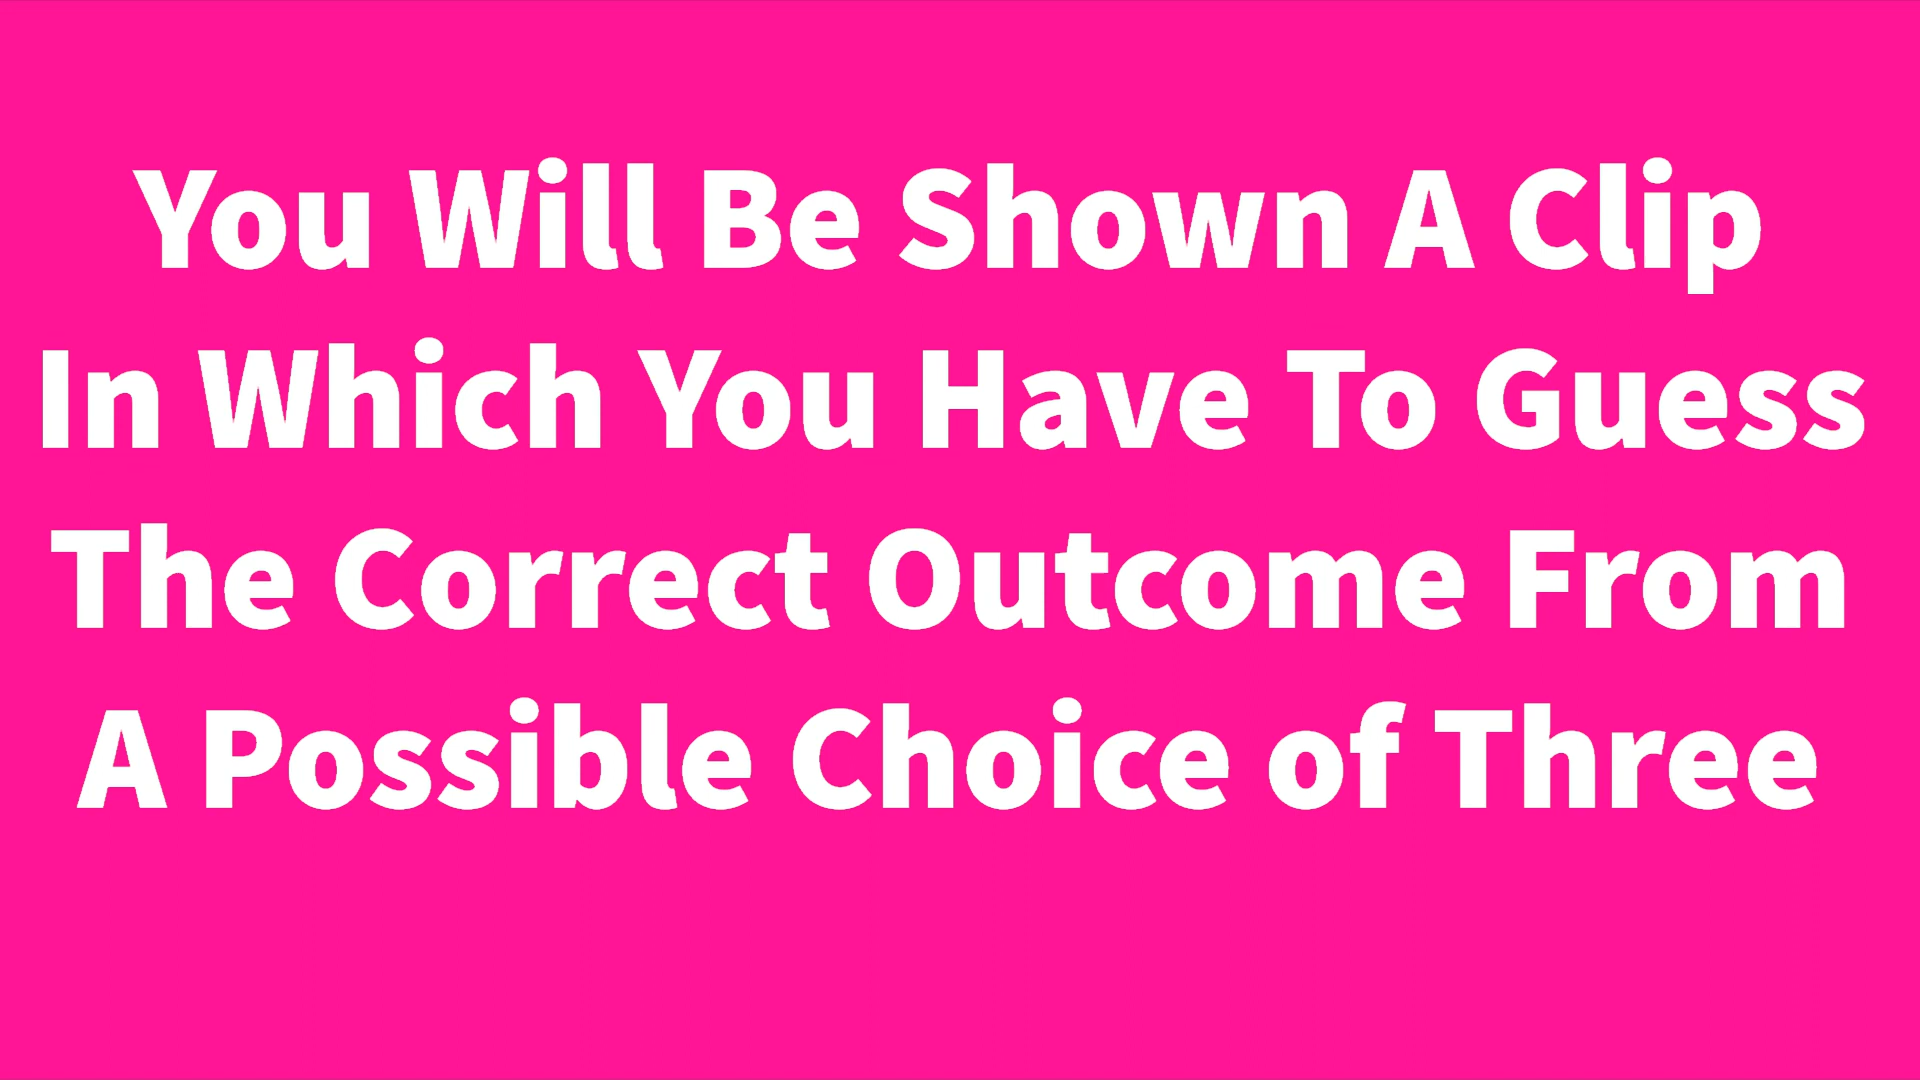 You Will Be Shown A Clip
In Which You Have To Guess
The Correct Outcome From
A Possible Choice of Three